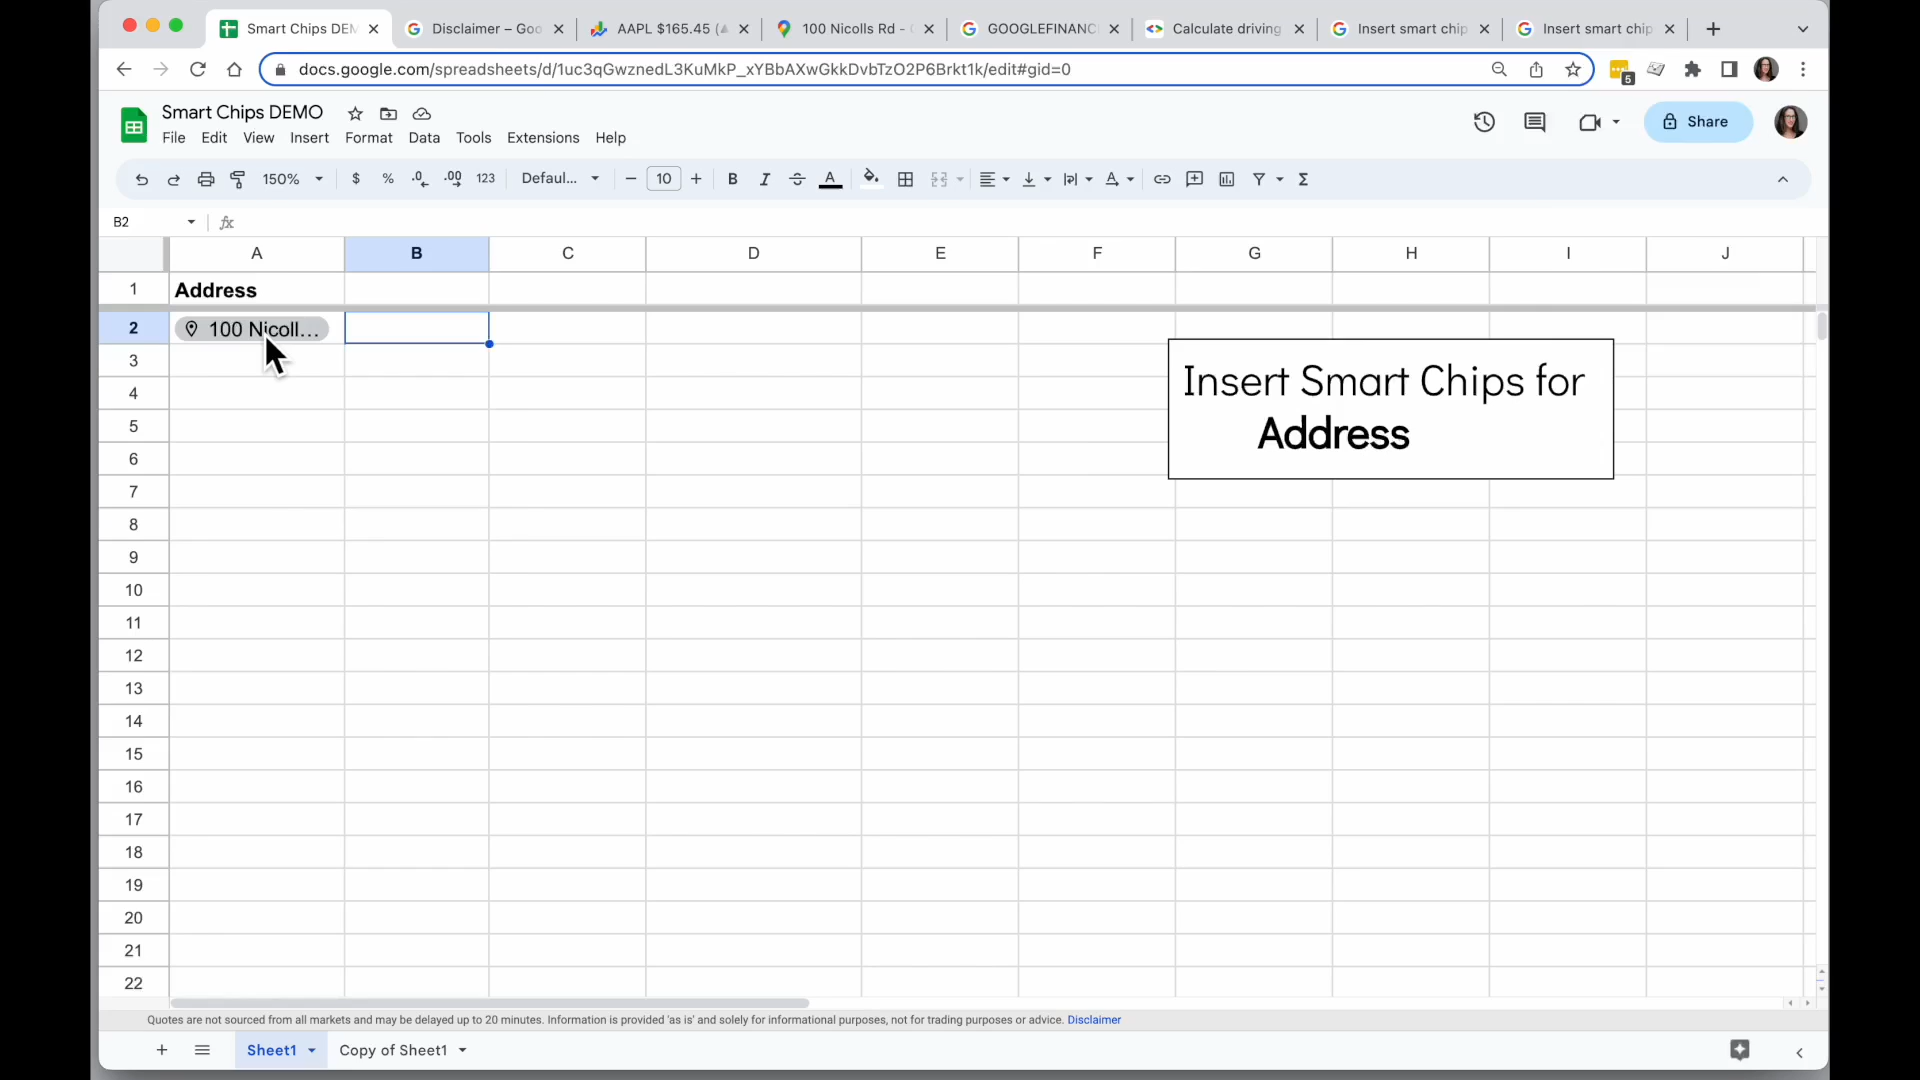 Smart Chips DEM
Disclaimer – Goo
AAPL $165.45 (
100 Nicolls Rd -
GOOGLEFINANC
Calculate driving
Insert smart chip
Insert smart chip
docs.google.com/spreadsheets/d/1uc3qGwznedL3KuMkP_xYBbAXwGkkDvbTzO2P6Brkt1k/edit#gid=0
5
Smart Chips DEMO
File Edit View Insert Format Data Tools Extensions Help
Share
150% $ % .0 .00 123 Defaul... 10 B I S A Σ
B2 fx
A B C D E F G H I J
1 Address
2 100 Nicoll...
3
4
5
6
7
8
9
10
11
12
13
14
15
16
17
18
19
20
21
22
Insert Smart Chips for
Address
Quotes are not sourced from all markets and may be delayed up to 20 minutes. Information is provided 'as is' and solely for informational purposes, not for trading purposes or advice. Disclaimer
Sheet1 Copy of Sheet1